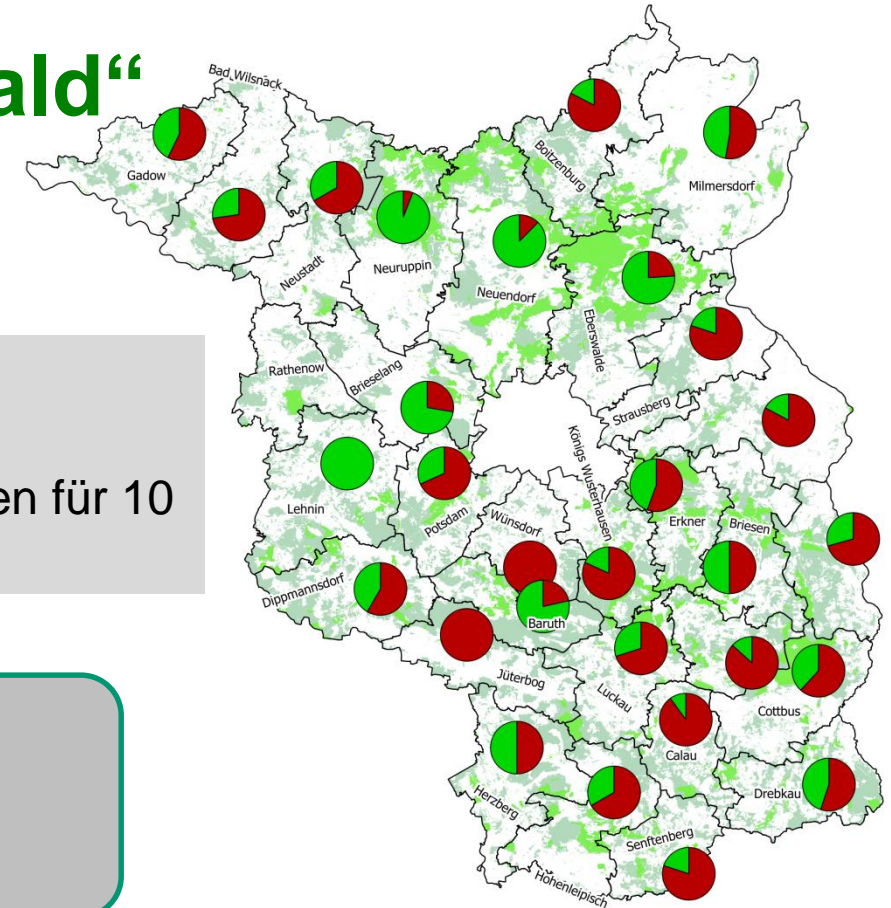 ald“
en für 10
Bad Wilsnack
Gadow
Boitzenburg
Milmersdorf
Neustadt
Neuruppin
Neuendorf
Eberswalde
Rathenow
Brieselang
Strausberg
Königs Wusterhausen
Lehnin
Potsdam
Wünsdorf
Erkner
Briesen
Dippmannsdorf
Baruth
Jüterbog
Luckau
Cottbus
Calau
Herzberg
Drebkau
Senftenberg
Hohenleipisch